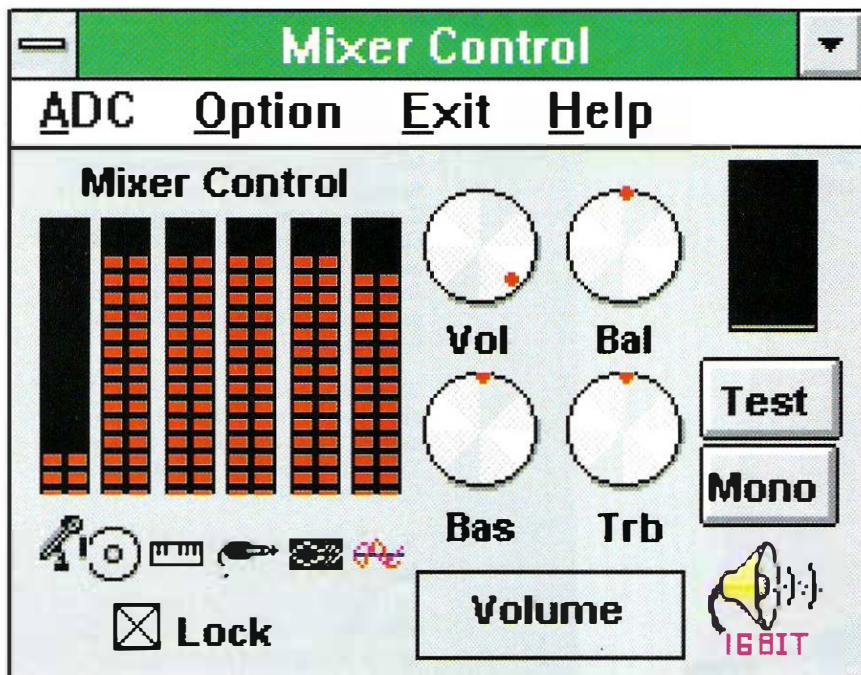 Mixer Control
ADC Option Exit Help
Mixer Control
Vol Bal
Test
Mono
Bas Trb
Lock
Volume
16BIT